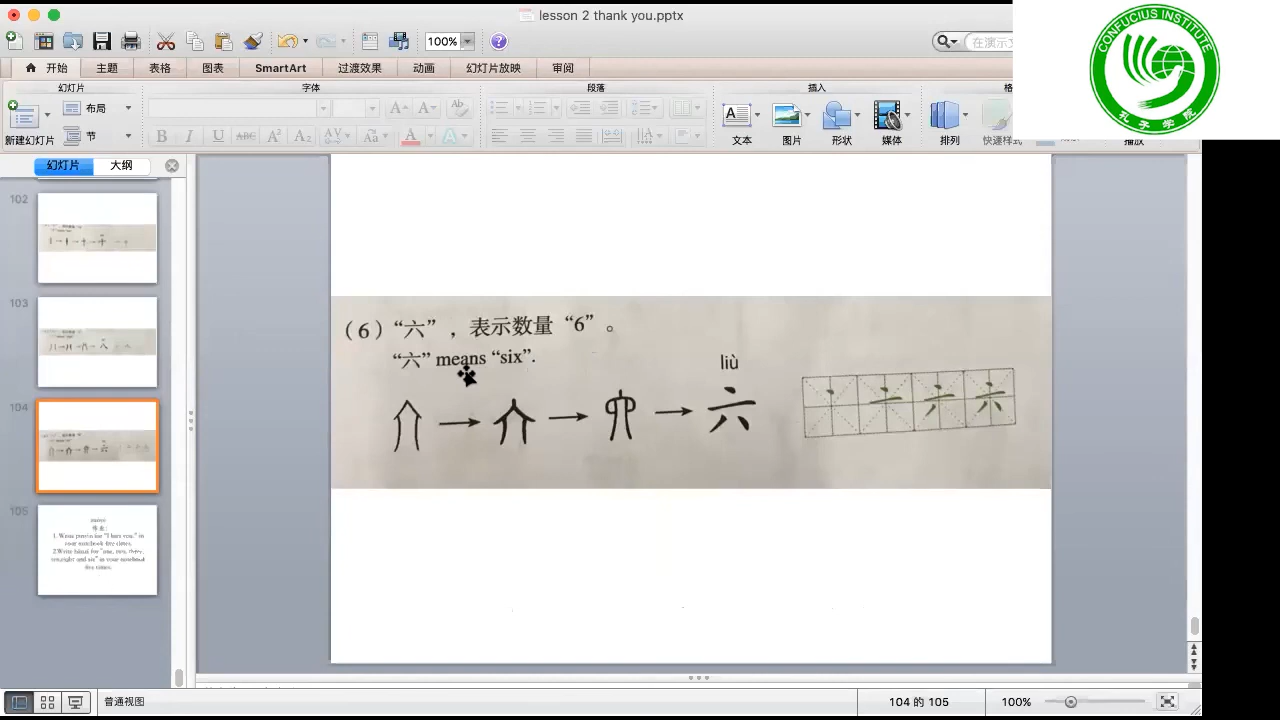 lesson 2 thank you.pptx
100%
在演示文
开始 主题 表格 图表 SmartArt 过渡效果 动画 幻灯片放映 审阅
幻灯片 字体 段落 插入 格
新建幻灯片 布局 节 文本 图片 形状 媒体 排列 快速样式 播放
CONFUCIUS INSTITUTE
孔子学院
幻灯片 大纲
102
103
104
105
作业:
(6)“六”,表示数量“6”。
“六” means “six”.
liù
六
普通视图
104 的 105
100%